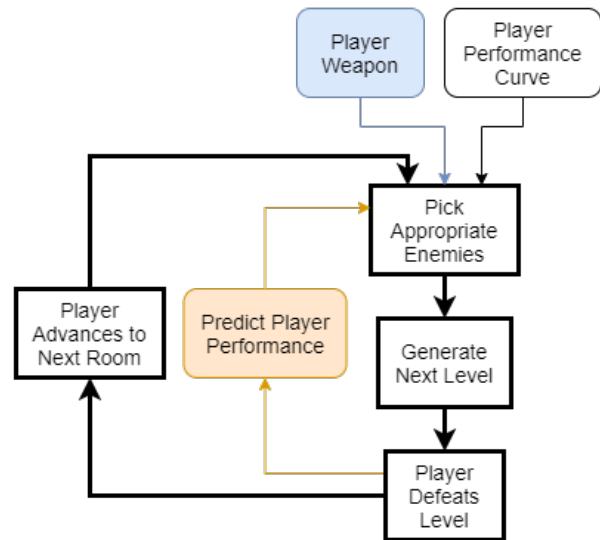 Player
Weapon
Player
Performance
Curve
Pick
Appropriate
Enemies
Player
Advances to
Next Room
Predict Player
Performance
Generate
Next Level
Player
Defeats
Level